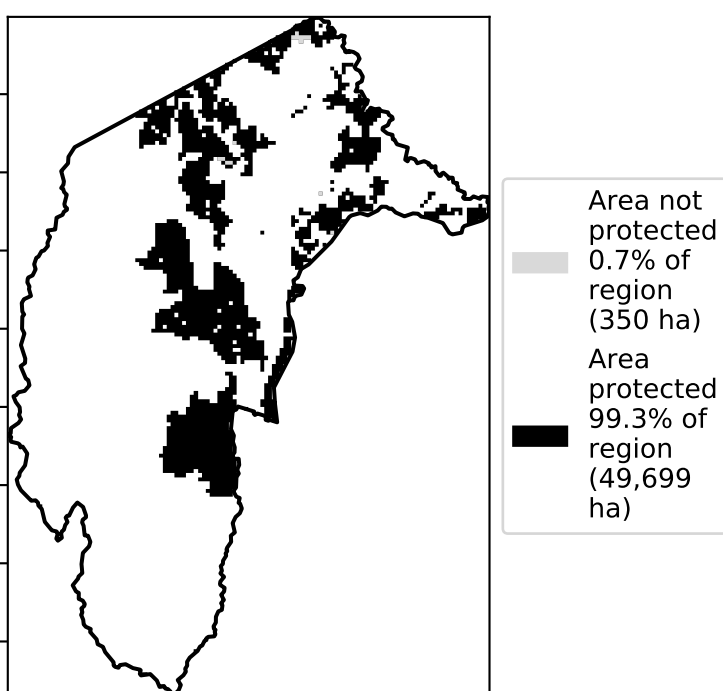 Area not
protected
0.7% of
region
(350 ha)
Area
protected
99.3% of
region
(49,699
ha)